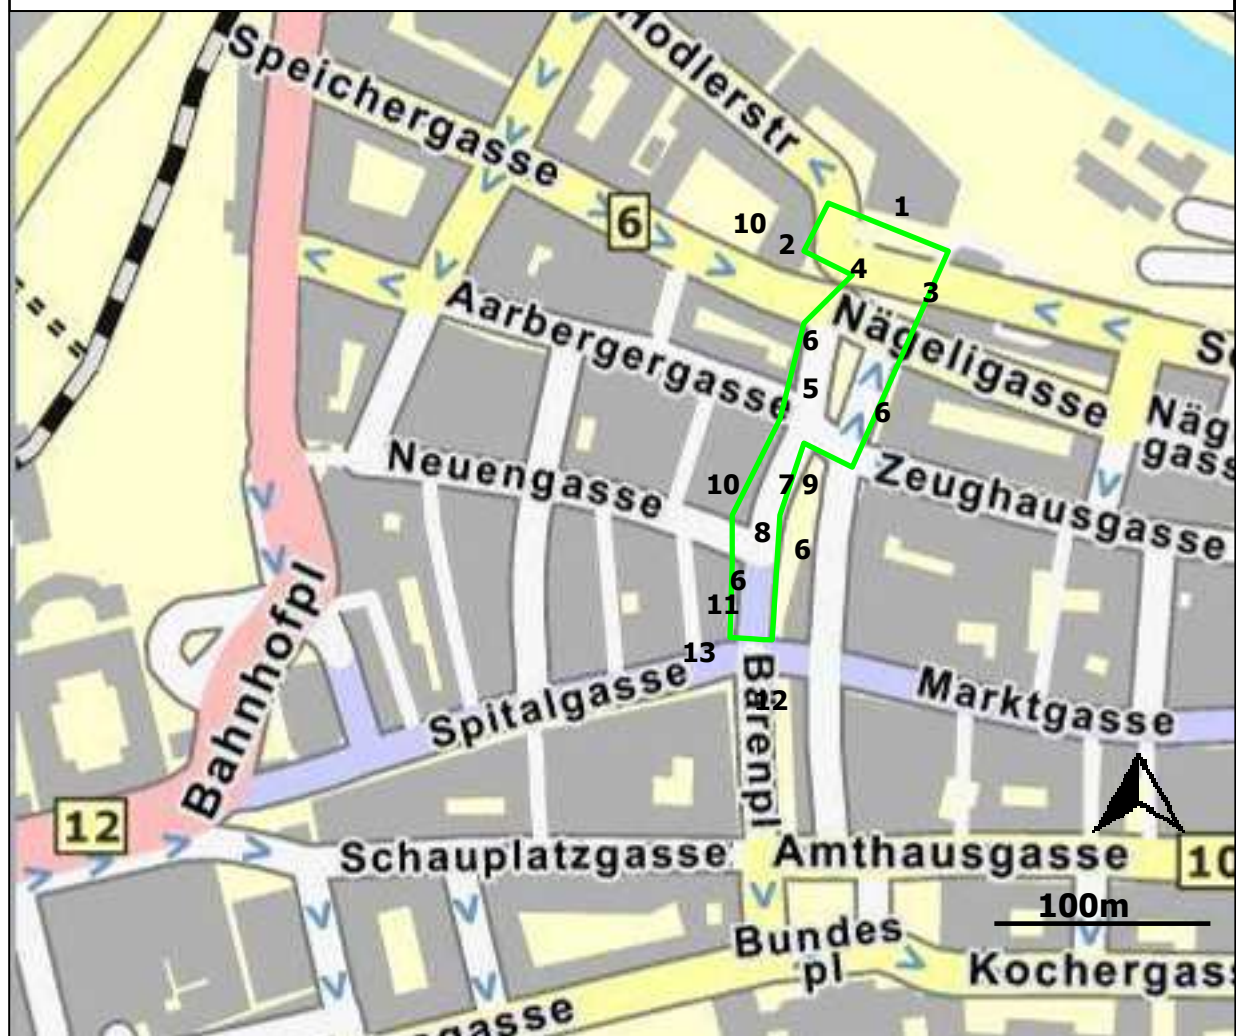 Hodlerstr
Speichergasse
1
6
10
2
4
3
Nägeligasse
Aarbergergasse
6
5
6
Näg
gass
Neuengasse
10
7
9
Zeughausgasse
8
6
6
11
Bahnhofpl
13
Bärenpl
12
Spitalgasse
Marktgasse
12
Schauplatzgasse
Amthausgasse
10
100m
Bundes
pl
Kochergass
gasse